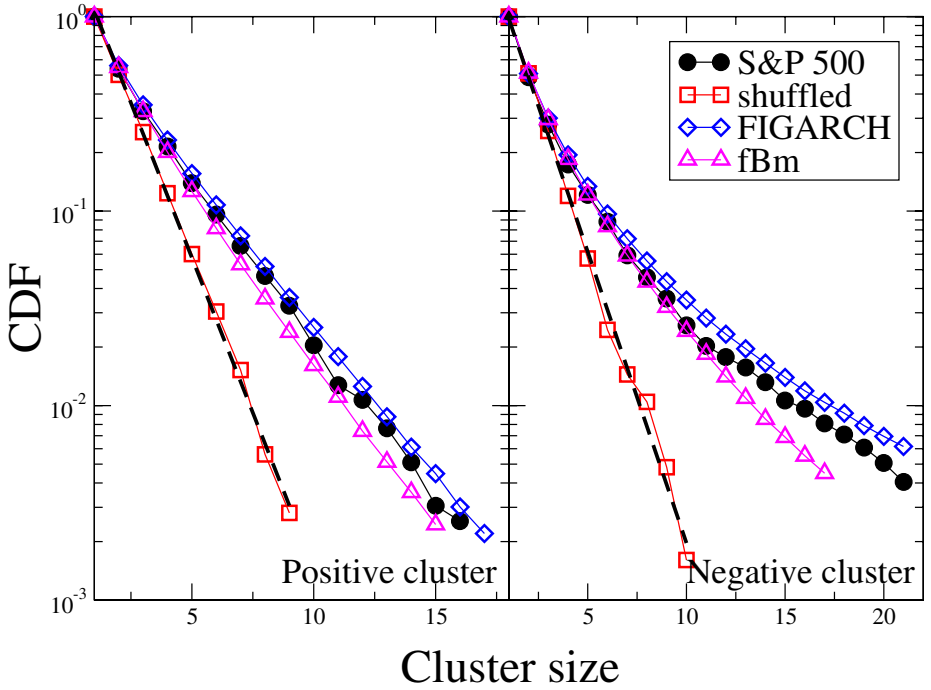 10^0
10^-1
10^-2
10^-3
CDF
S&P 500
shuffled
FIGARCH
fBm
Positive cluster
Negative cluster
5 10 15 5 10 15 20
Cluster size